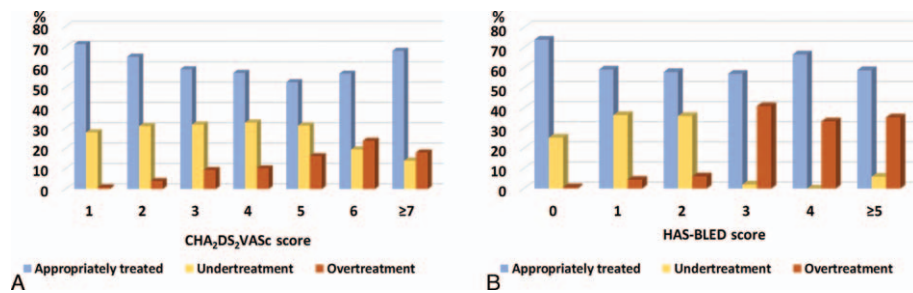 %
80
70
60
50
40
30
20
10
0
1 2 3 4 5 6 ≥7
CHA₂DS₂VASc score
Appropriately treated Undertreatment Overtreatment
A
%
80
70
60
50
40
30
20
10
0
0 1 2 3 4 ≥5
HAS-BLED score
Appropriately treated Undertreatment Overtreatment
B